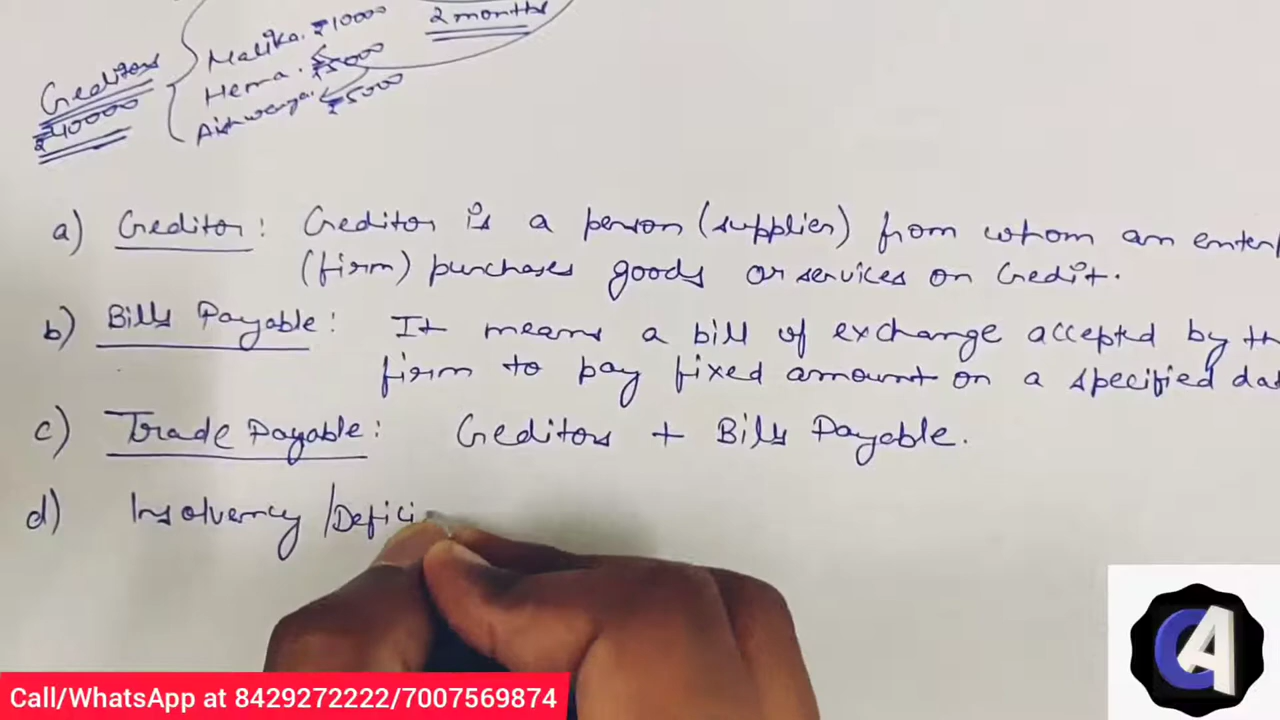 Malika. ₹10000
2 months
Creditors
Hema. ₹5000
₹40000
Aishwarya. ₹5000
a) Creditor: Creditor is a person (supplier) from whom an enter
(firm) purchases goods or services on credit.
b) Bills Payable: It means a bill of exchange accepted by th
firm to pay fixed amount on a specified dat
c) Trade Payable: Creditors + Bills Payable.
d) Insolvency /Defici
CA
Call/WhatsApp at 8429272222/7007569874